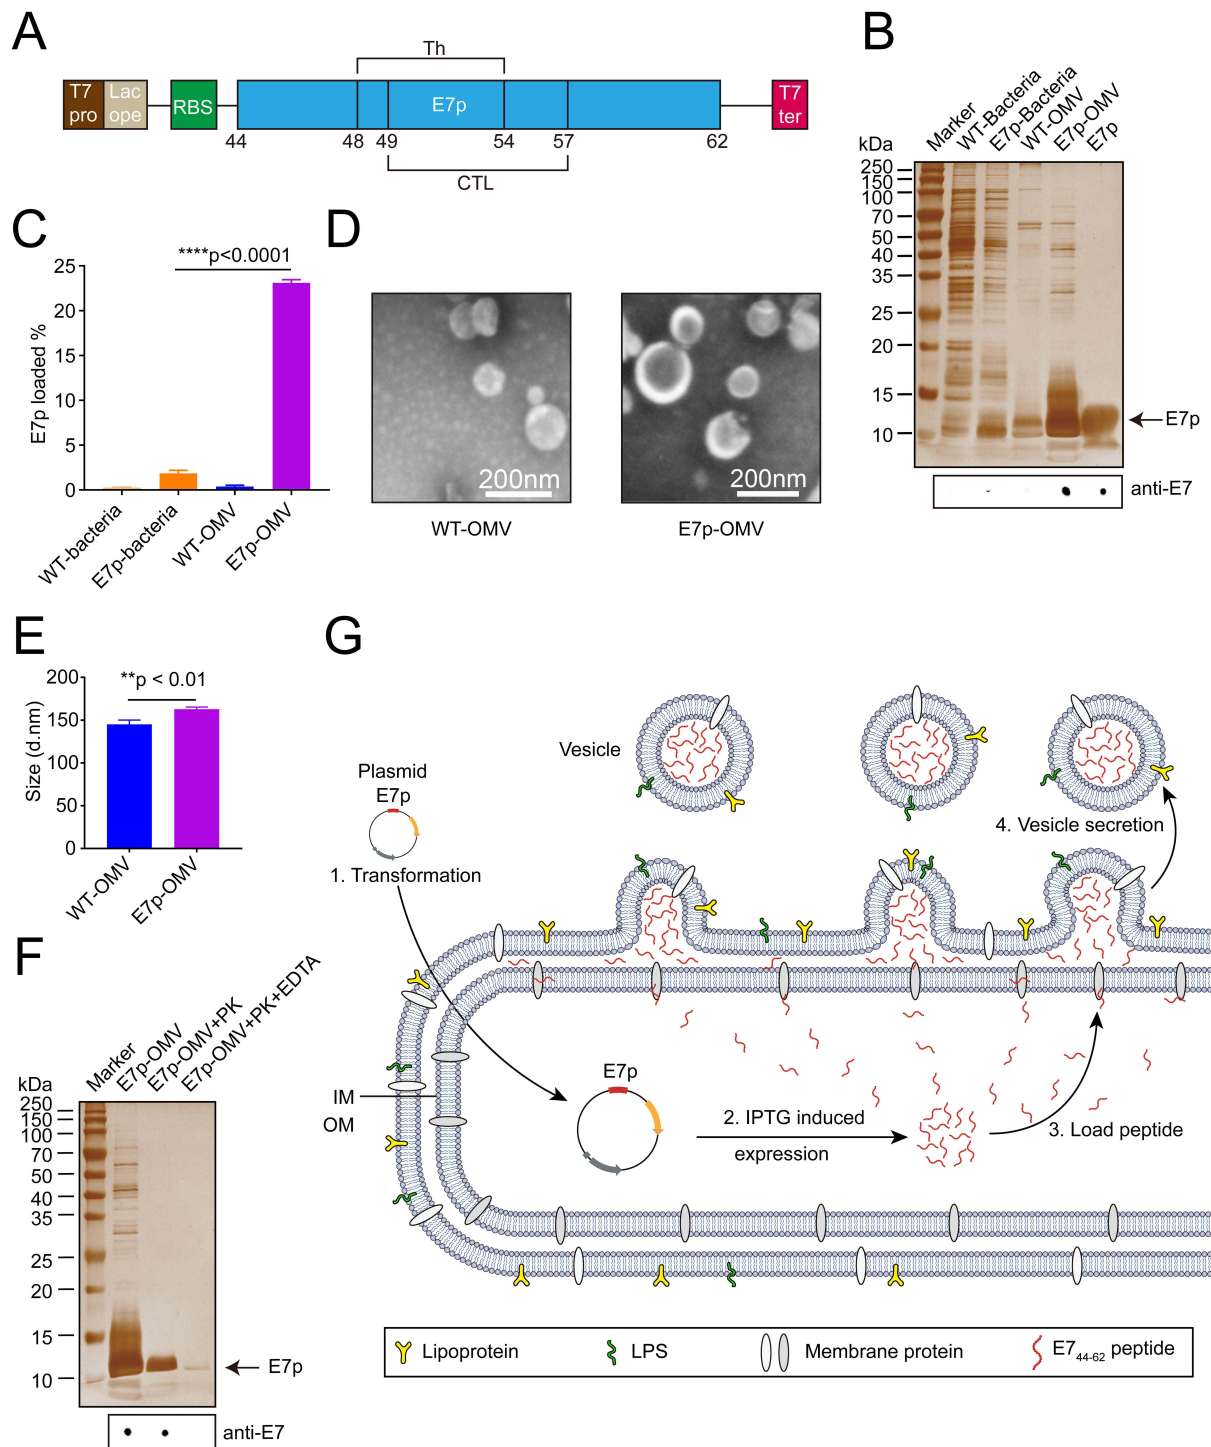 A
Th
T7 pro
Lac ope
RBS
E7p
T7 ter
44 48 49 54 57 62
CTL
B
kDa
Marker
WT-Bacteria
E7p-Bacteria
WT-OMV
E7p-OMV
E7p
250
150
100
70
50
40
35
25
20
15
10
E7p
anti-E7
C
****p<0.0001
E7p loaded %
25
20
15
10
5
0
WT-bacteria
E7p-bacteria
WT-OMV
E7p-OMV
D
200nm
200nm
WT-OMV
E7p-OMV
E
**p < 0.01
Size (d.nm)
200
150
100
50
0
WT-OMV
E7p-OMV
F
kDa
Marker
E7p-OMV
E7p-OMV+PK
E7p-OMV+PK+EDTA
250
150
100
70
50
40
35
25
20
15
10
E7p
anti-E7
G
Vesicle
Plasmid
E7p
1. Transformation
4. Vesicle secretion
IM
OM
E7p
2. IPTG induced
expression
3. Load peptide
Lipoprotein
LPS
Membrane protein
E7₄₄₋₆₂ peptide